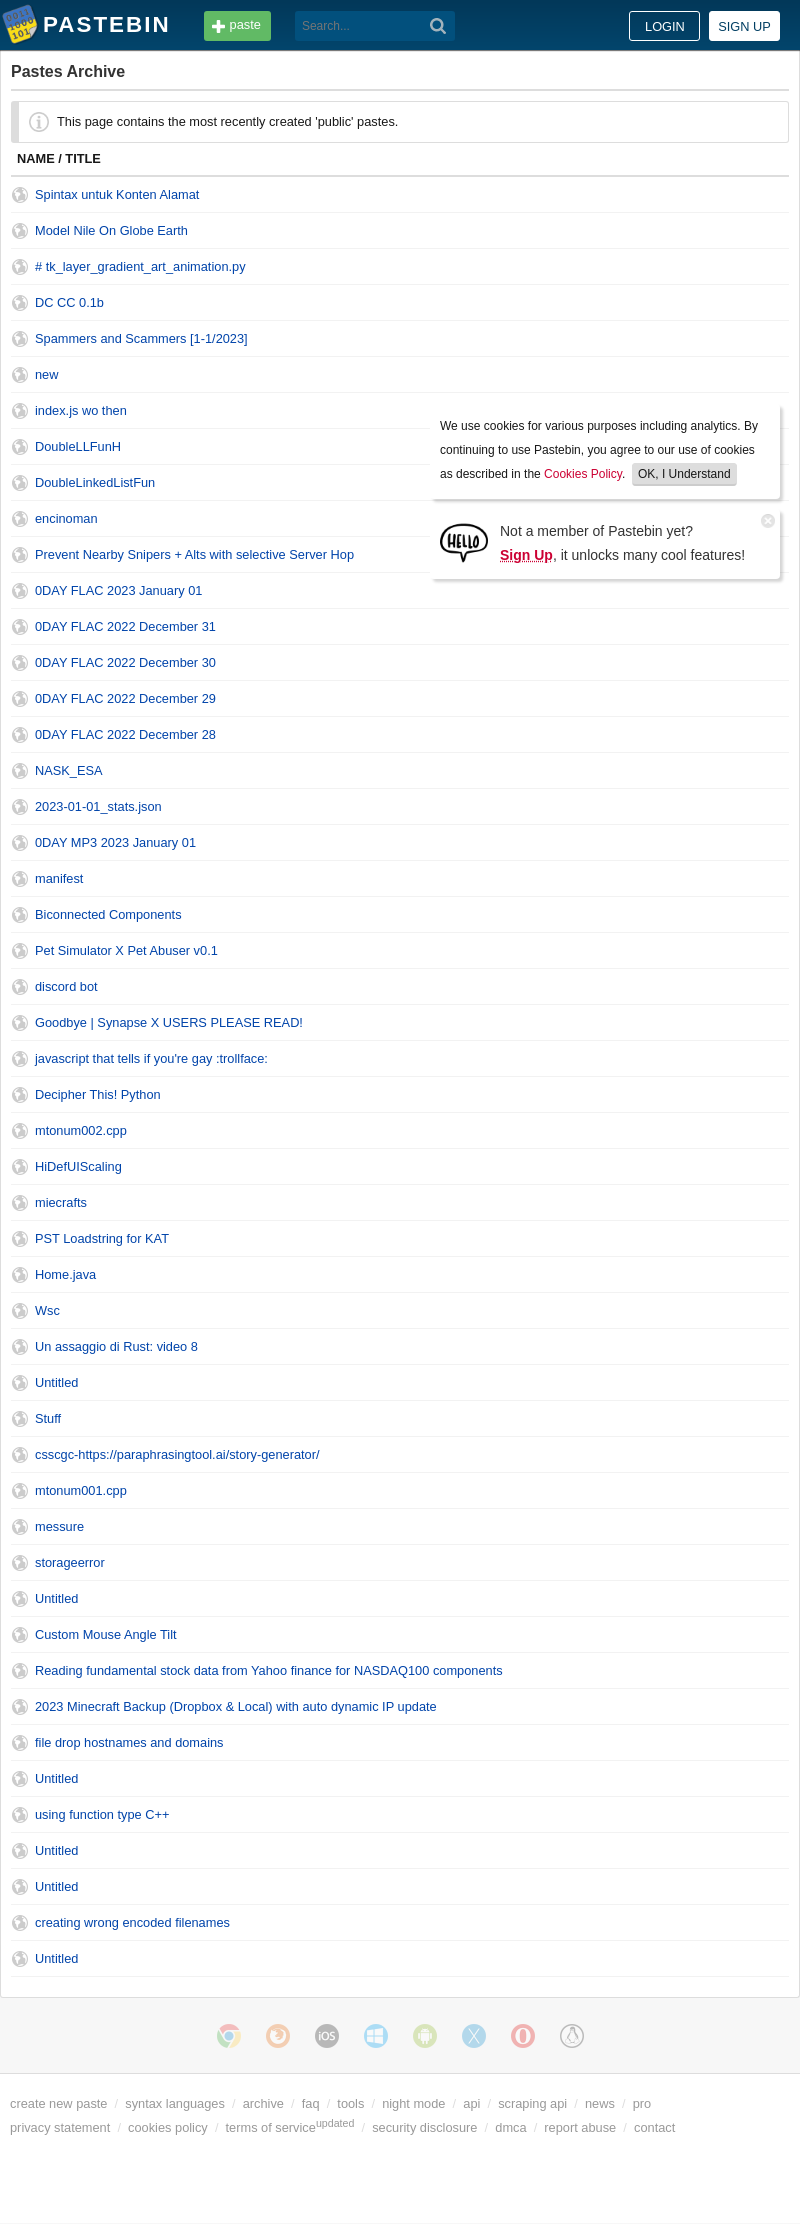 PASTEBIN paste Search... LOGIN SIGN UP
Pastes Archive
This page contains the most recently created 'public' pastes.
NAME / TITLE
Spintax untuk Konten Alamat
Model Nile On Globe Earth
# tk_layer_gradient_art_animation.py
DC CC 0.1b
Spammers and Scammers [1-1/2023]
new
index.js wo then
DoubleLLFunH
DoubleLinkedListFun
encinoman
Prevent Nearby Snipers + Alts with selective Server Hop
We use cookies for various purposes including analytics. By
continuing to use Pastebin, you agree to our use of cookies
as described in the Cookies Policy. OK, I Understand
HELLO
Not a member of Pastebin yet?
Sign Up, it unlocks many cool features!
0DAY FLAC 2023 January 01
0DAY FLAC 2022 December 31
0DAY FLAC 2022 December 30
0DAY FLAC 2022 December 29
0DAY FLAC 2022 December 28
NASK_ESA
2023-01-01_stats.json
0DAY MP3 2023 January 01
manifest
Biconnected Components
Pet Simulator X Pet Abuser v0.1
discord bot
Goodbye | Synapse X USERS PLEASE READ!
javascript that tells if you're gay :trollface:
Decipher This! Python
mtonum002.cpp
HiDefUIScaling
miecrafts
PST Loadstring for KAT
Home.java
Wsc
Un assaggio di Rust: video 8
Untitled
Stuff
csscgc-https://paraphrasingtool.ai/story-generator/
mtonum001.cpp
messure
storageerror
Untitled
Custom Mouse Angle Tilt
Reading fundamental stock data from Yahoo finance for NASDAQ100 components
2023 Minecraft Backup (Dropbox & Local) with auto dynamic IP update
file drop hostnames and domains
Untitled
using function type C++
Untitled
Untitled
creating wrong encoded filenames
Untitled
iOS
create new paste / syntax languages / archive / faq / tools / night mode / api / scraping api / news / pro
privacy statement / cookies policy / terms of serviceupdated / security disclosure / dmca / report abuse / contact